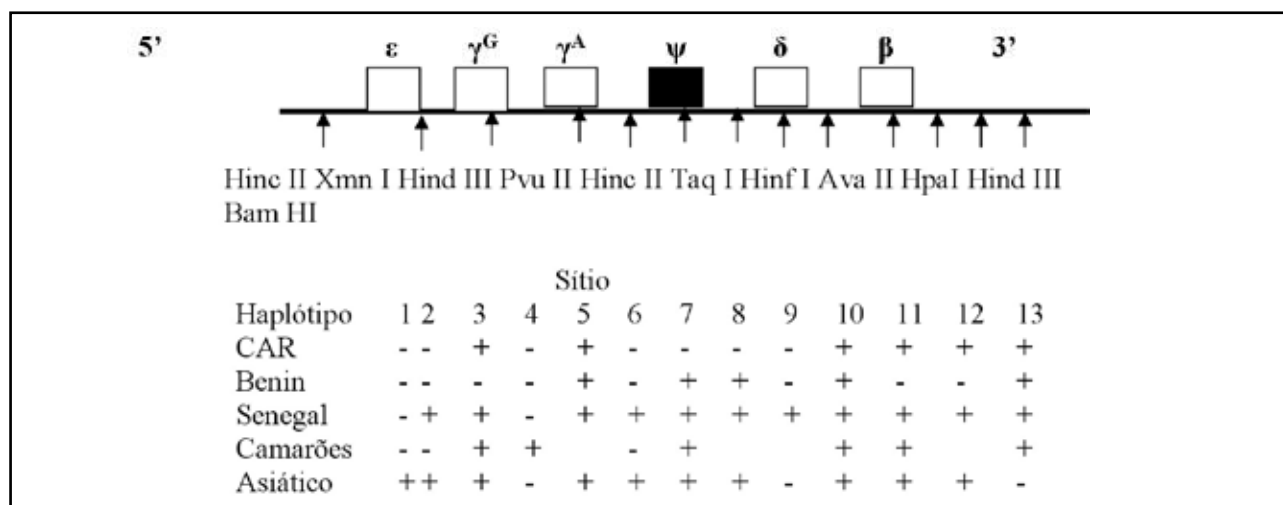 5' ε γᴳ γᴬ ψ δ β 3'
Hinc II Xmn I Hind III Pvu II Hinc II Taq I Hinf I Ava II HpaI Hind III
Bam HI
Sítio
Haplótipo 1 2 3 4 5 6 7 8 9 10 11 12 13
CAR - - + - + - - - - + + + +
Benin - - - - + - + + - + - - +
Senegal - + + - + + + + + + + + +
Camarões - - + + - + + + +
Asiático + + + - + + + + - + + + -